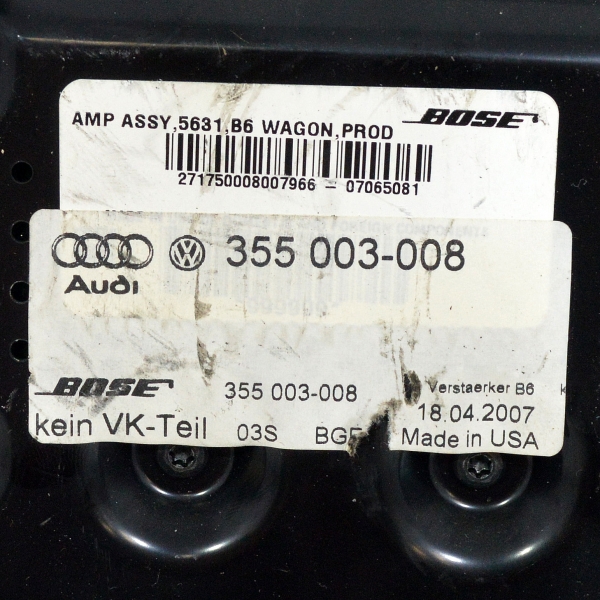 AMP ASSY,5631,B6 WAGON,PROD
BOSE
271750008007966 - 07065081
Audi
VW
355 003-008
BOSE
355 003-008
Verstaerker B6
18.04.2007
kein VK-Teil
03S
Made in USA